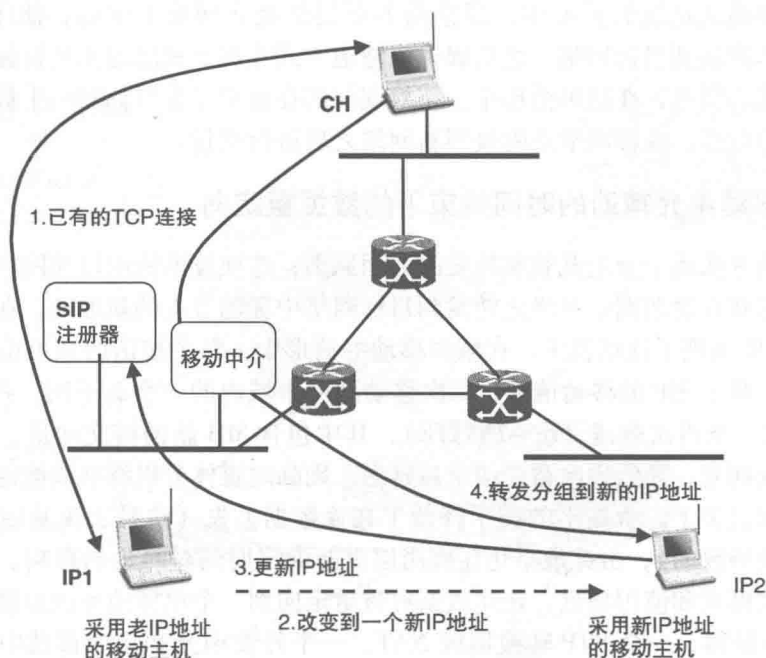 CH
1.已有的TCP连接
SIP
注册器
移动中介
4.转发分组到新的IP地址
IP1
3.更新IP地址
IP2
2.改变到一个新IP地址
采用老IP地址
的移动主机
采用新IP地址
的移动主机